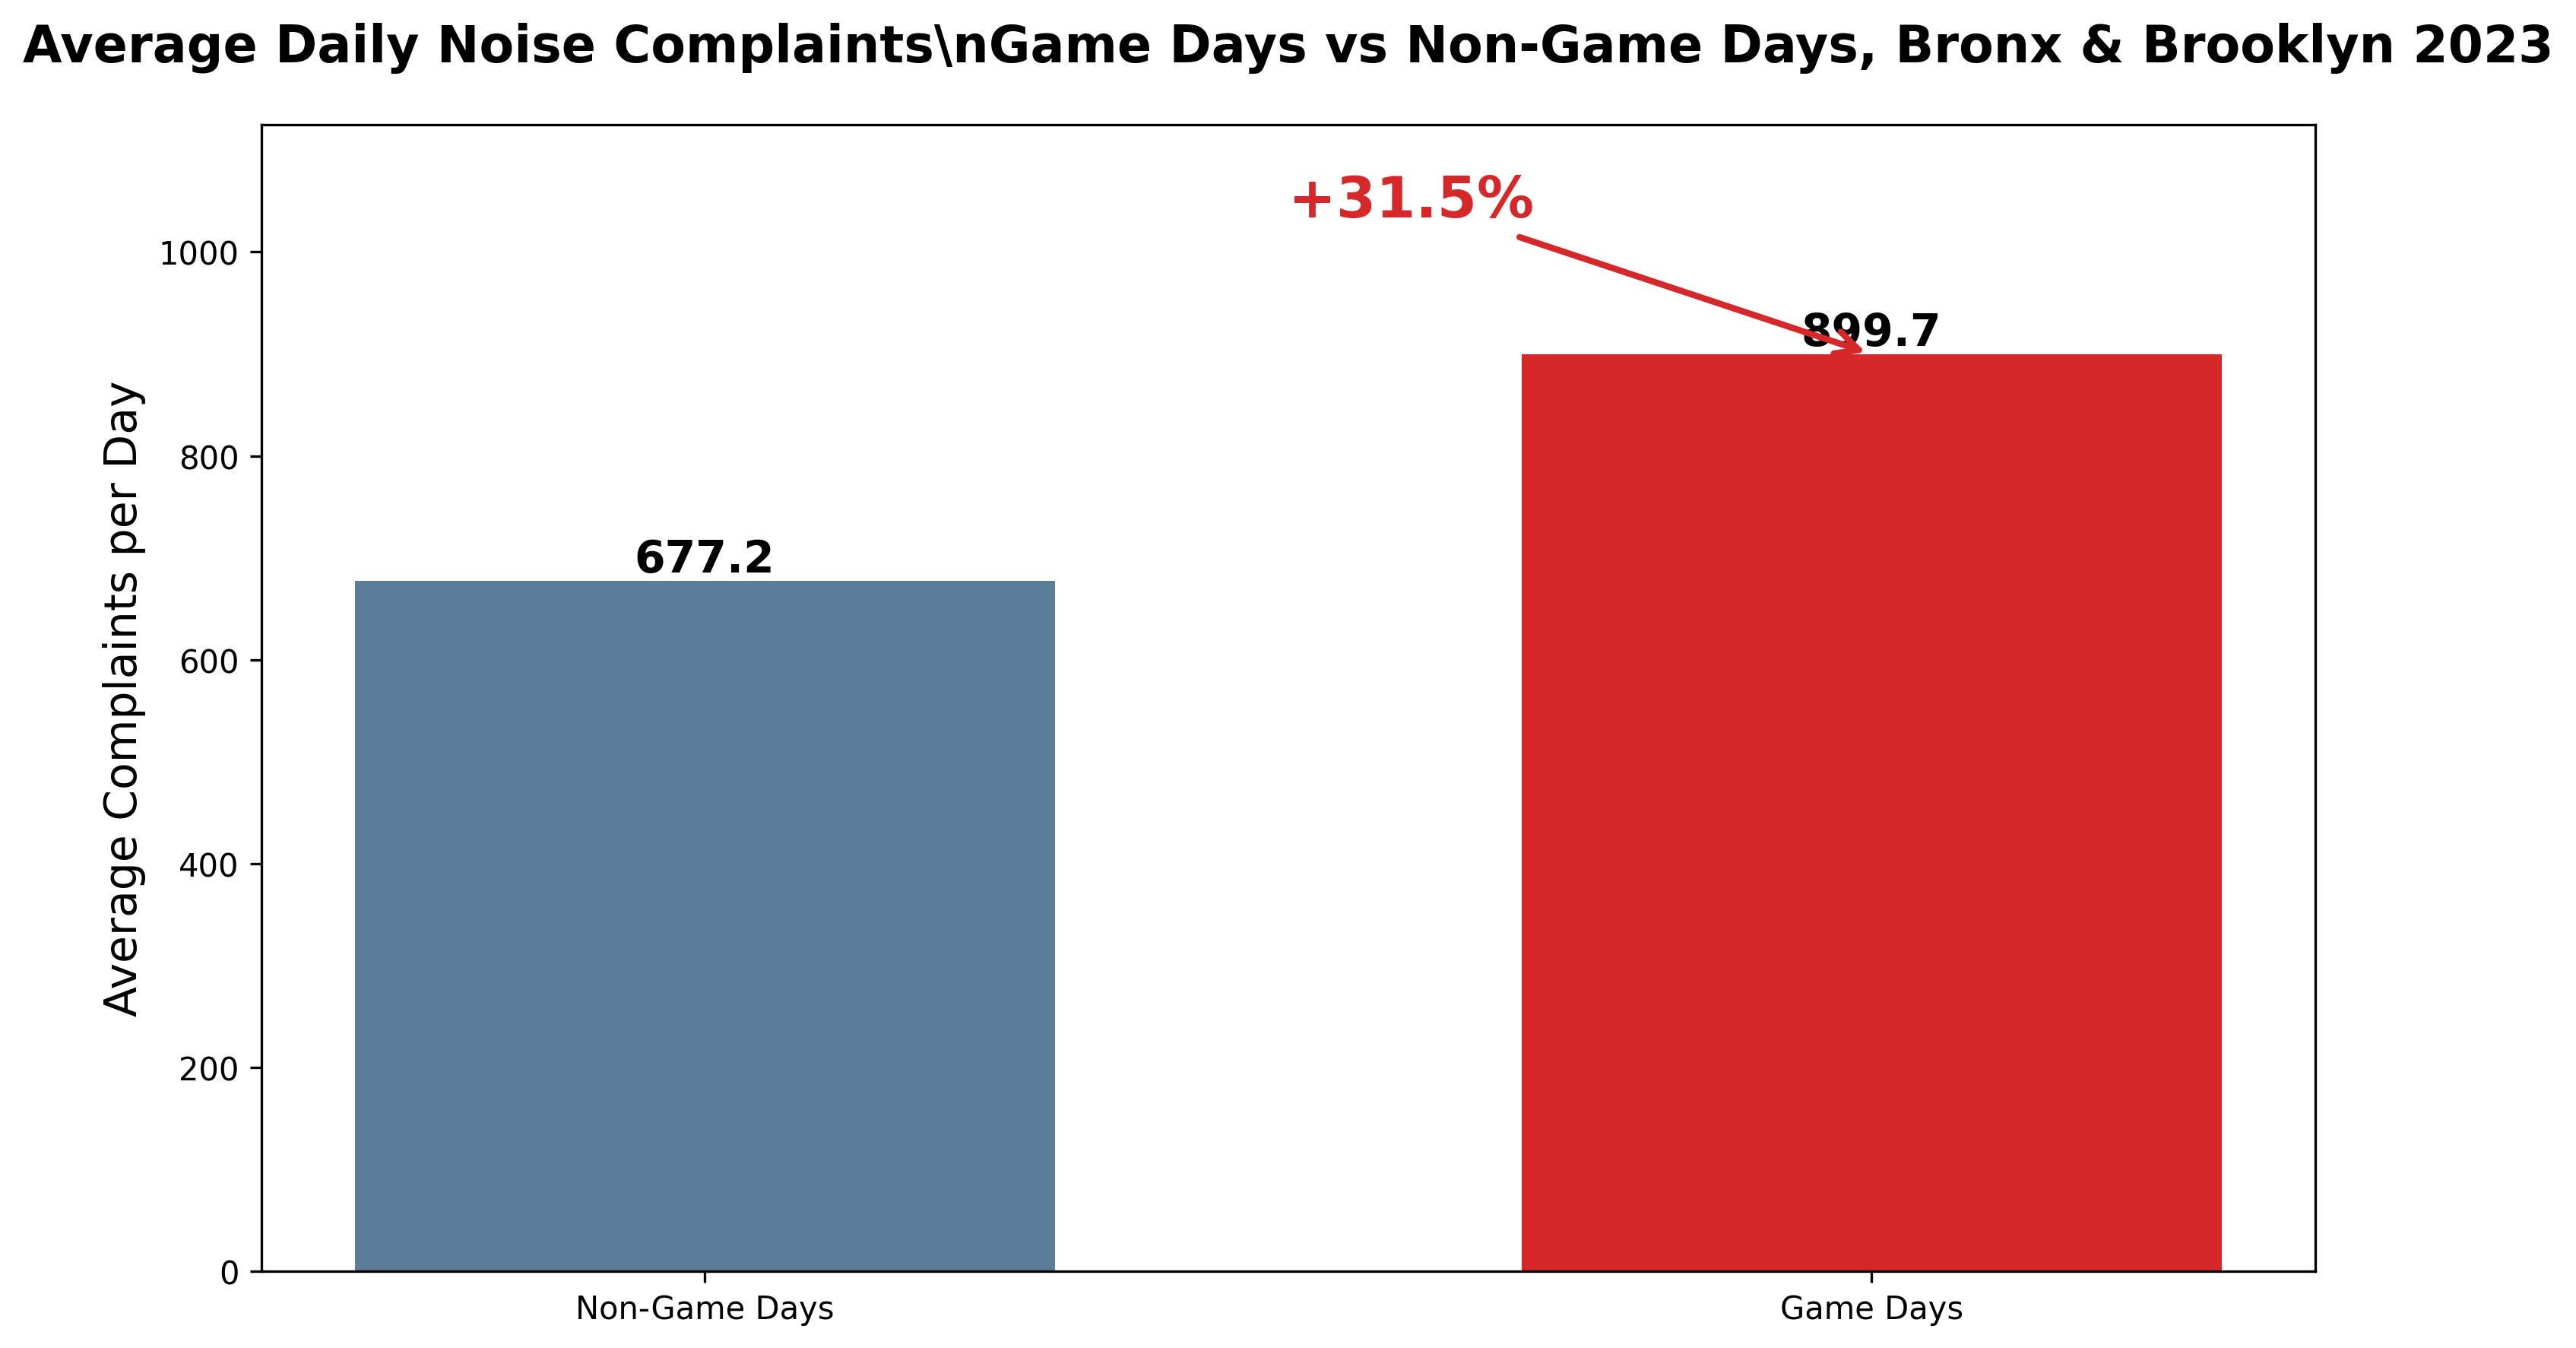 Average Daily Noise Complaints\nGame Days vs Non-Game Days, Bronx & Brooklyn 2023
+31.5%
1000
899.7
800
677.2
600
400
200
0
Average Complaints per Day
Non-Game Days
Game Days